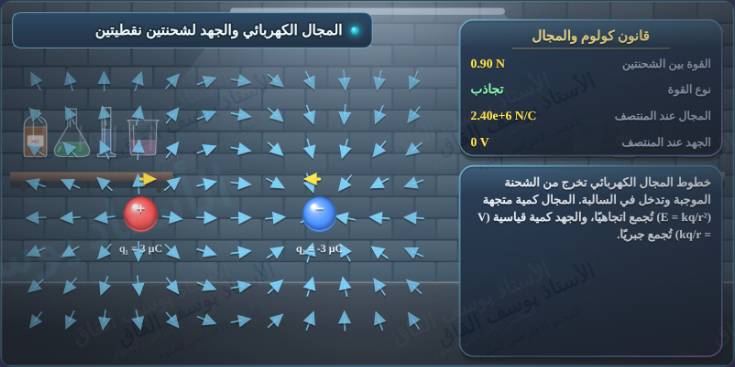 المجال الكهربائي والجهد لشحنتين نقطيتين
قانون كولوم والمجال
القوة بين الشحنتين 0.90 N
نوع القوة تجاذب
المجال عند المنتصف 2.40e+6 N/C
الجهد عند المنتصف 0 V
خطوط المجال الكهربائي تخرج من الشحنة
الموجبة وتدخل في السالبة. المجال كمية متجهة
(E = kq/r²) تُجمع اتجاهيًا، والجهد كمية قياسية (V
= kq/r) تُجمع جبريًا.
+
−
q₁ = 3 μC
q₂ = -3 μC
الأستاذ يوسف